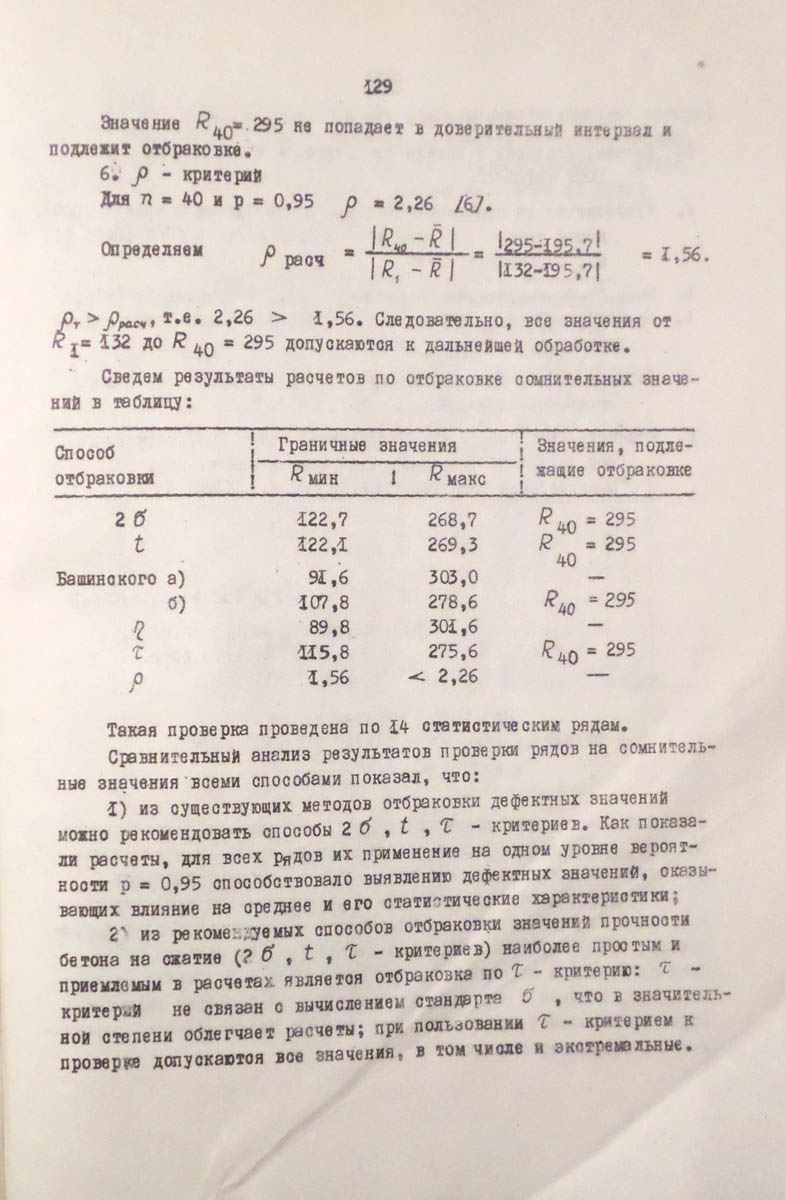 129
Значение R40= 295 не попадает в доверительный интервал и
подлежит отбраковке.
6. ρ - критерий
Для n = 40 и р = 0,95 ρ = 2,26 [6].
Определяем ρ расч = |R40 - R̄| / |R1 - R̄| = |295-195,7| / |132-195,7| = 1,56.
ρт > ρрасч, т.е. 2,26 > 1,56. Следовательно, все значения от
R1= 132 до R40 = 295 допускаются к дальнейшей обработке.
Сведем результаты расчетов по отбраковке сомнительных значе-
ний в таблицу:
Способ отбраковки ! Граничные значения ! Значения, подле-
жащие отбраковке
! R мин ! R макс !
2 б 122,7 268,7 R40 = 295
t 122,1 269,3 R40 = 295
Башинского а) 91,6 303,0 —
б) 107,8 278,6 R40 = 295
η 89,8 301,6 —
τ 115,8 275,6 R40 = 295
ρ 1,56 < 2,26 —
Такая проверка проведена по 14 статистическим рядам.
Сравнительный анализ результатов проверки рядов на сомнитель-
ные значения всеми способами показал, что:
1) из существующих методов отбраковки дефектных значений
можно рекомендовать способы 2 б , t , τ - критериев. Как показа-
ли расчеты, для всех рядов их применение на одном уровне вероят-
ности р = 0,95 способствовало выявлению дефектных значений, оказы-
вающих влияние на среднее и его статистические характеристики;
2) из рекомендуемых способов отбраковки значений прочности
бетона на сжатие (2 б , t , τ - критериев) наиболее простым и
приемлемым в расчетах является отбраковка по τ - критерию: τ -
критерий не связан с вычислением стандарта б , что в значитель-
ной степени облегчает расчеты; при пользовании τ - критерием к
проверке допускаются все значения, в том числе и экстремальные.